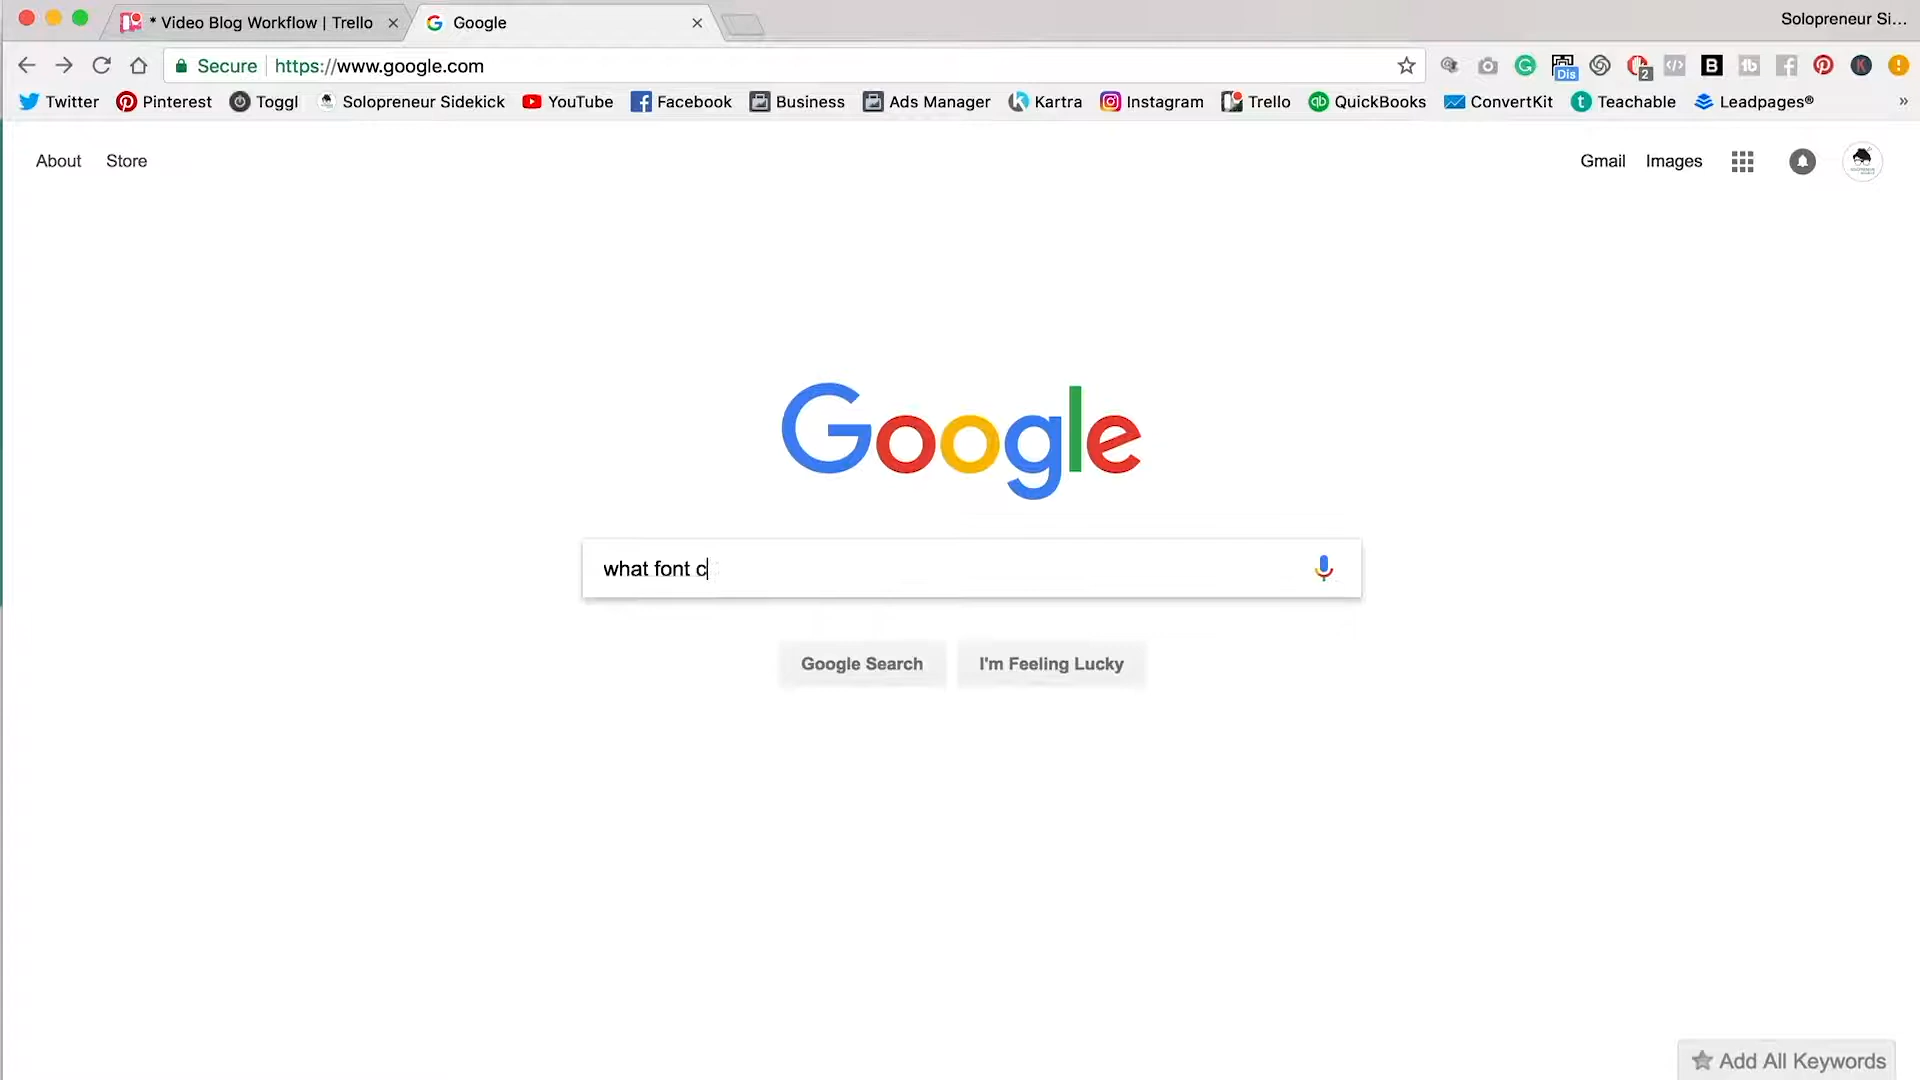 * Video Blog Workflow | Trello
Google
Solopreneur Si...
Secure
https://www.google.com
Dis
2
B
Twitter
Pinterest
Toggl
Solopreneur Sidekick
YouTube
Facebook
Business
Ads Manager
Kartra
Instagram
Trello
QuickBooks
ConvertKit
Teachable
Leadpages®
»
About
Store
Gmail
Images
Google
what font c
Google Search
I'm Feeling Lucky
Add All Keywords